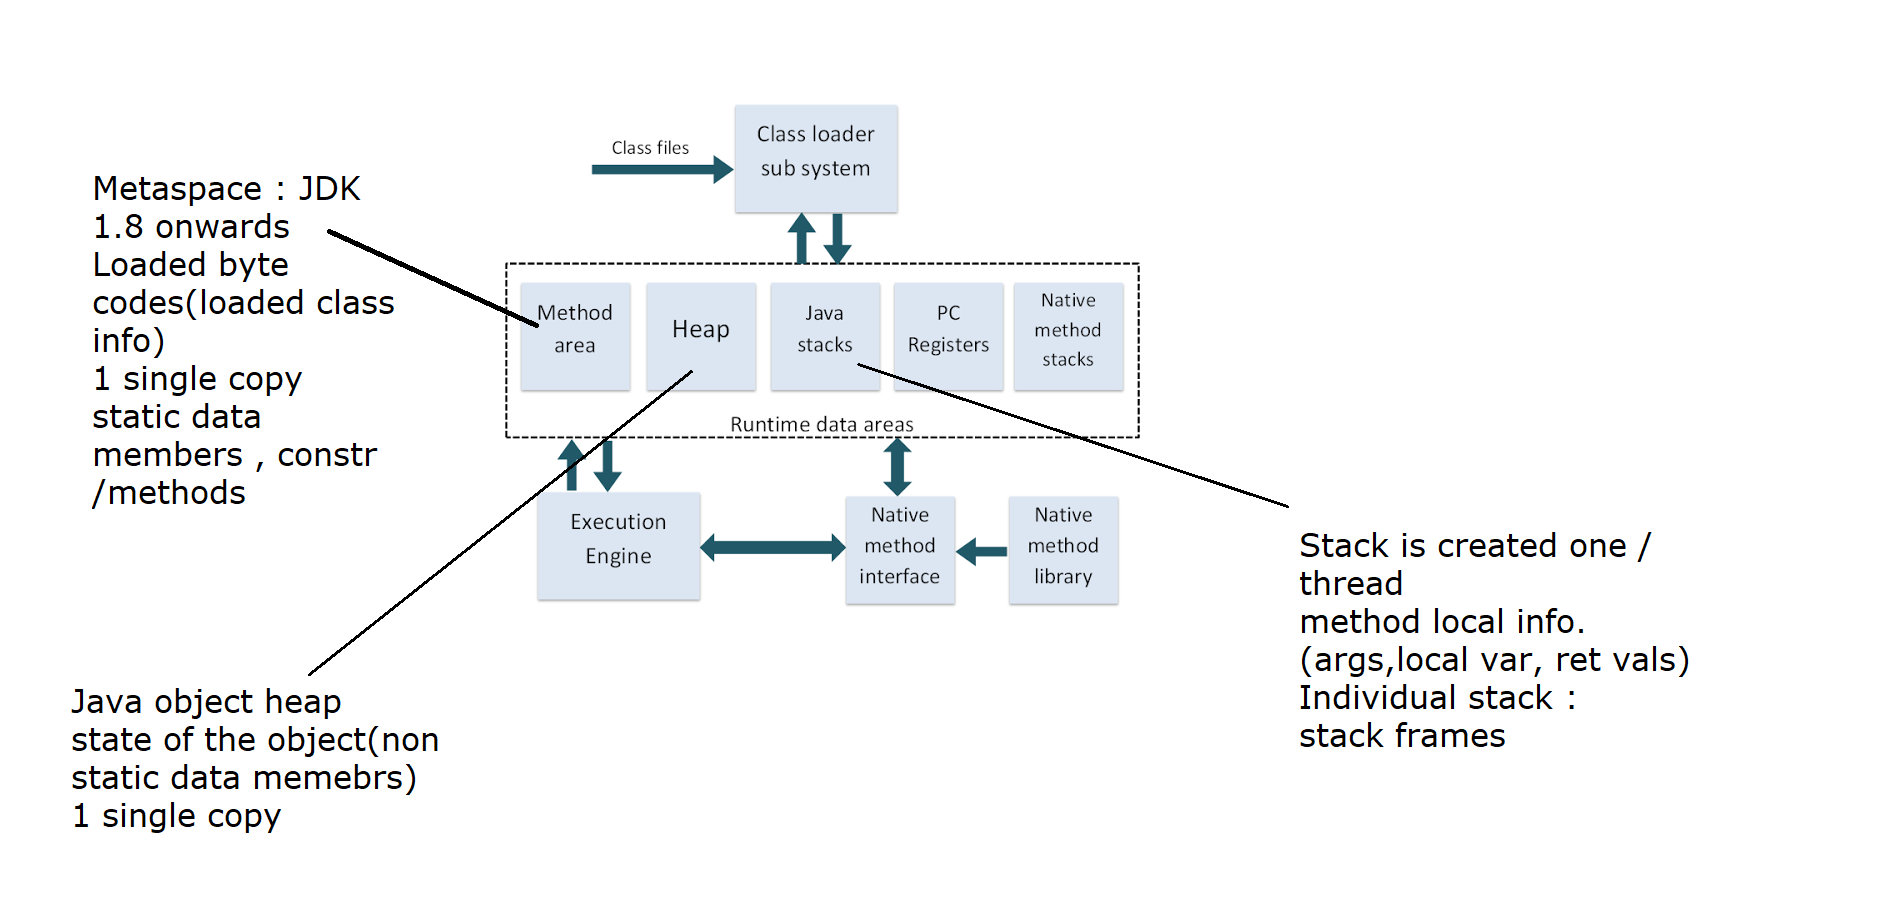 Class files
Class loader
sub system
Metaspace : JDK
1.8 onwards
Loaded byte
codes(loaded class
info)
1 single copy
static data
members , constr
/methods
Method
area
Heap
Java
stacks
PC
Registers
Native
method
stacks
Runtime data areas
Execution
Engine
Native
method
interface
Native
method
library
Stack is created one /
thread
method local info.
(args,local var, ret vals)
Individual stack :
stack frames
Java object heap
state of the object(non
static data memebrs)
1 single copy